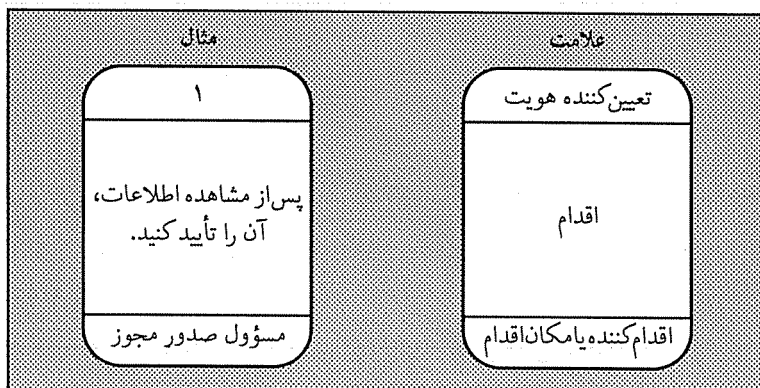 علامت
تعیین‌کننده هویت
اقدام
اقدام‌کننده یا مکان اقدام
مثال
۱
پس‌از مشاهده اطلاعات،
آن را تأیید کنید.
مسؤول صدور مجوز